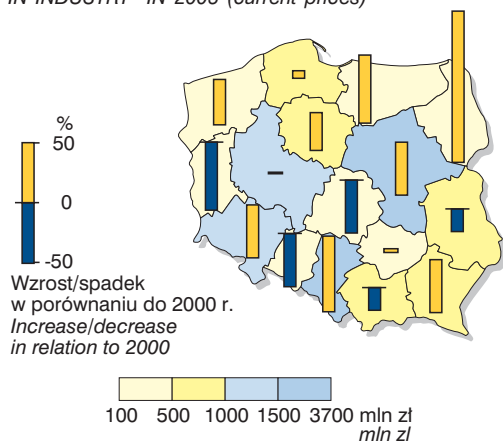 IN INDUSTRY IN 2005 (current prices)
%
50
0
-50
Wzrost/spadek
w porównaniu do 2000 r.
Increase/decrease
in relation to 2000
100 500 1000 1500 3700 mln zł
mln zl